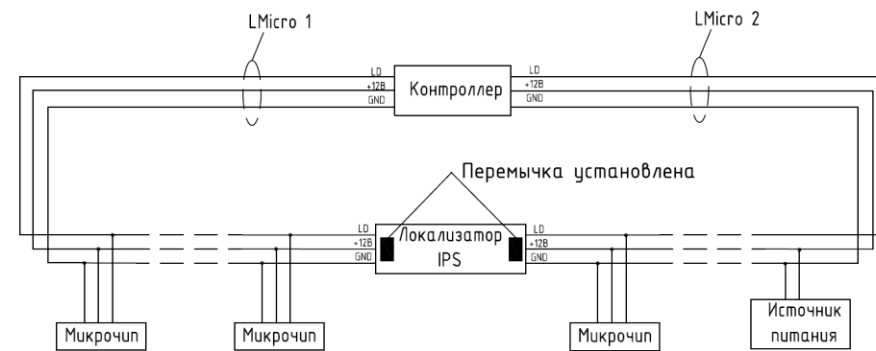 LMicro 1
LMicro 2
LD
+12В
GND
Контроллер
LD
+12В
GND
Перемычка установлена
LD
+12В
GND
Локализатор
IPS
LD
+12В
GND
Микрочип
Микрочип
Микрочип
Источник
питания